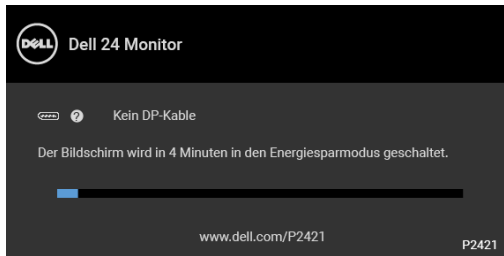 DELL Dell 24 Monitor
? Kein DP-Kable
Der Bildschirm wird in 4 Minuten in den Energiesparmodus geschaltet.
www.dell.com/P2421
P2421